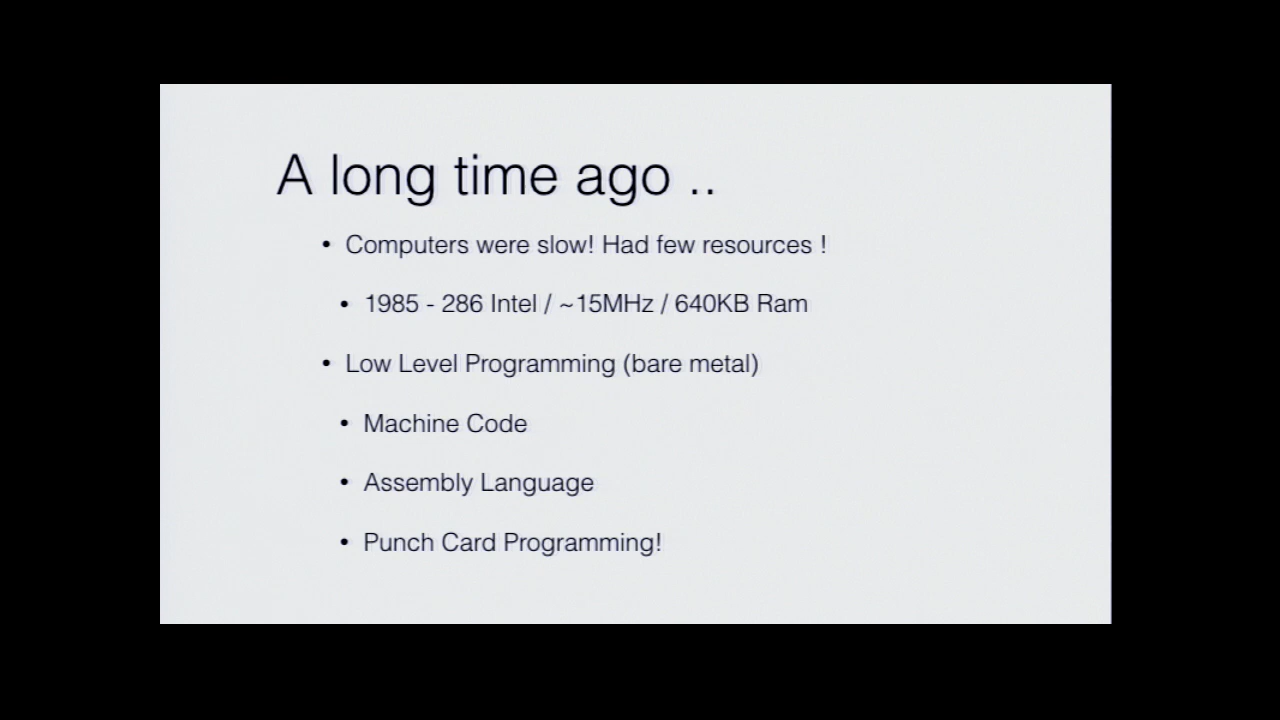 A long time ago ..
• Computers were slow! Had few resources !
• 1985 - 286 Intel / ~15MHz / 640KB Ram
• Low Level Programming (bare metal)
• Machine Code
• Assembly Language
• Punch Card Programming!